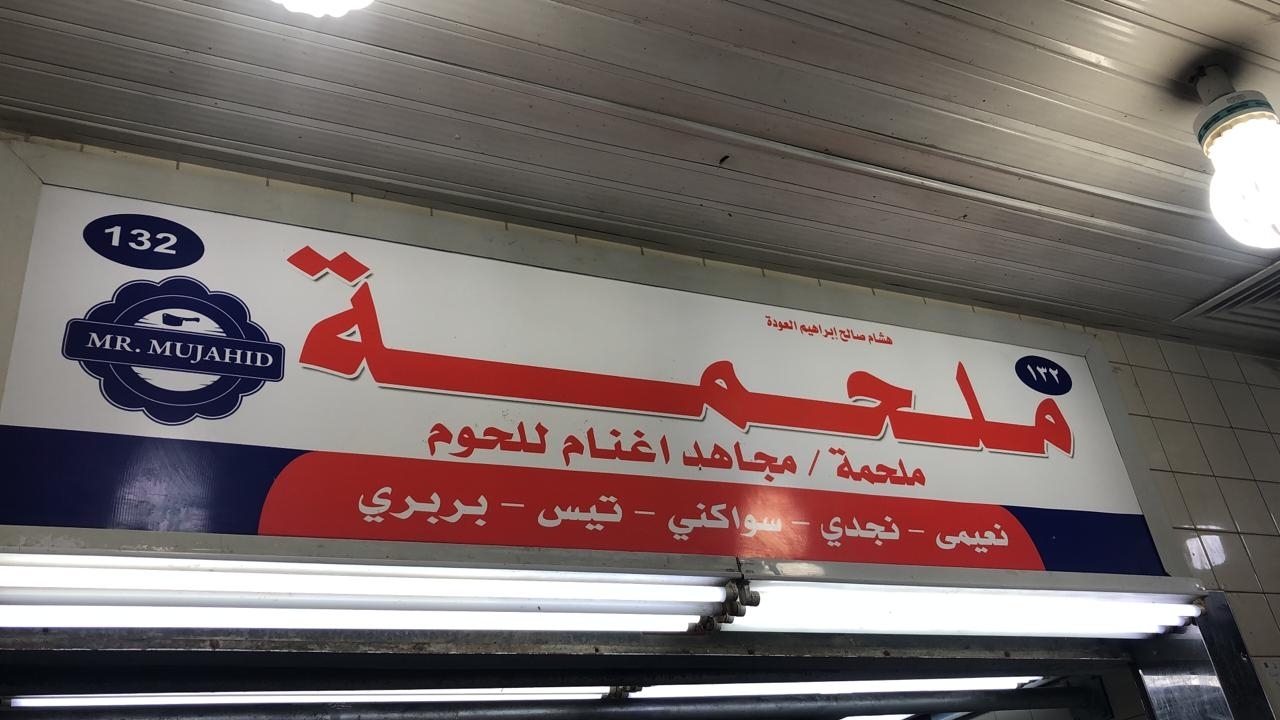 132
MR. MUJAHID
هشام صالح إبراهيم العودة
١٣٢
ملحمة
ملحمة / مجاهد اغنام للحوم
نعيمى - نجدي - سواكني - تيس - بربري